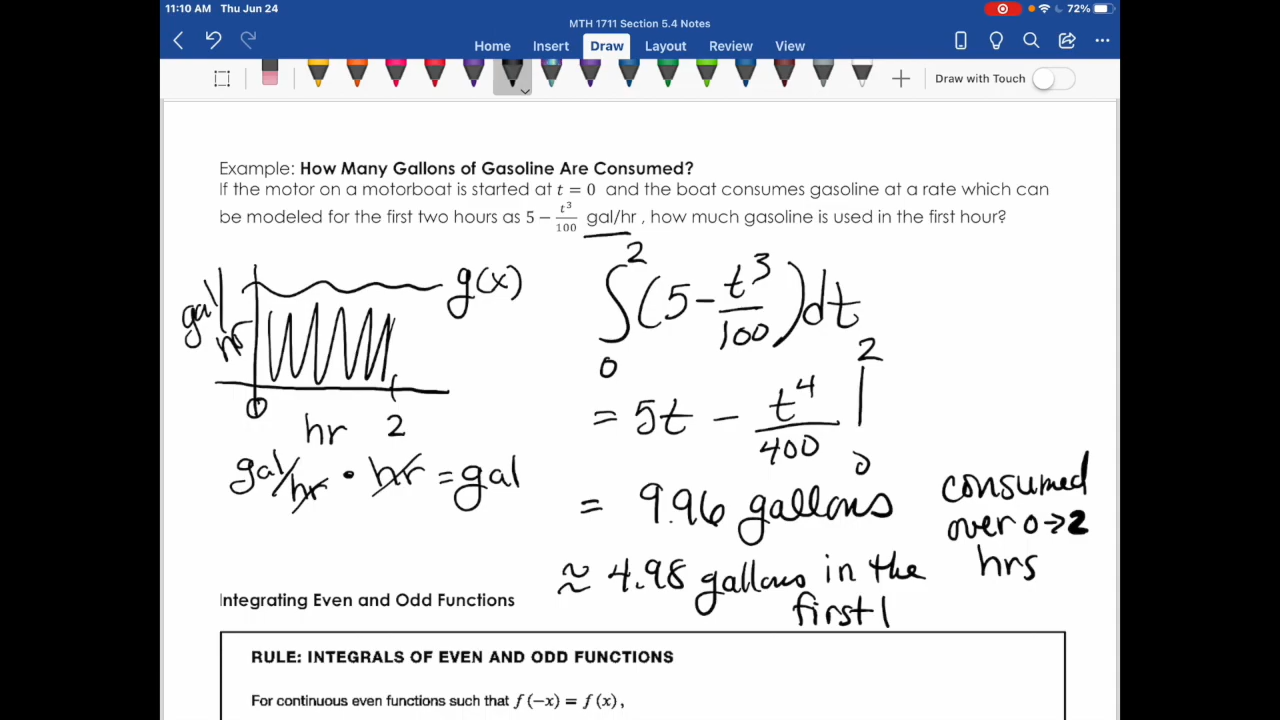 11:10 AM Thu Jun 24
72%
MTH 1711 Section 5.4 Notes
Home Insert Draw Layout Review View
Draw with Touch
Example: How Many Gallons of Gasoline Are Consumed?
If the motor on a motorboat is started at t = 0 and the boat consumes gasoline at a rate which can
be modeled for the first two hours as 5 − t³/100 gal/hr , how much gasoline is used in the first hour?
gal/hr
g(x)
0 2
hr
gal/hr · hr = gal
∫₀² (5 − t³/100) dt
= 5t − t⁴/400 |₀²
= 9.96 gallons
consumed
over 0→2
hrs
≈ 4.98 gallons in the
first 1
Integrating Even and Odd Functions
RULE: INTEGRALS OF EVEN AND ODD FUNCTIONS
For continuous even functions such that f (−x) = f (x),